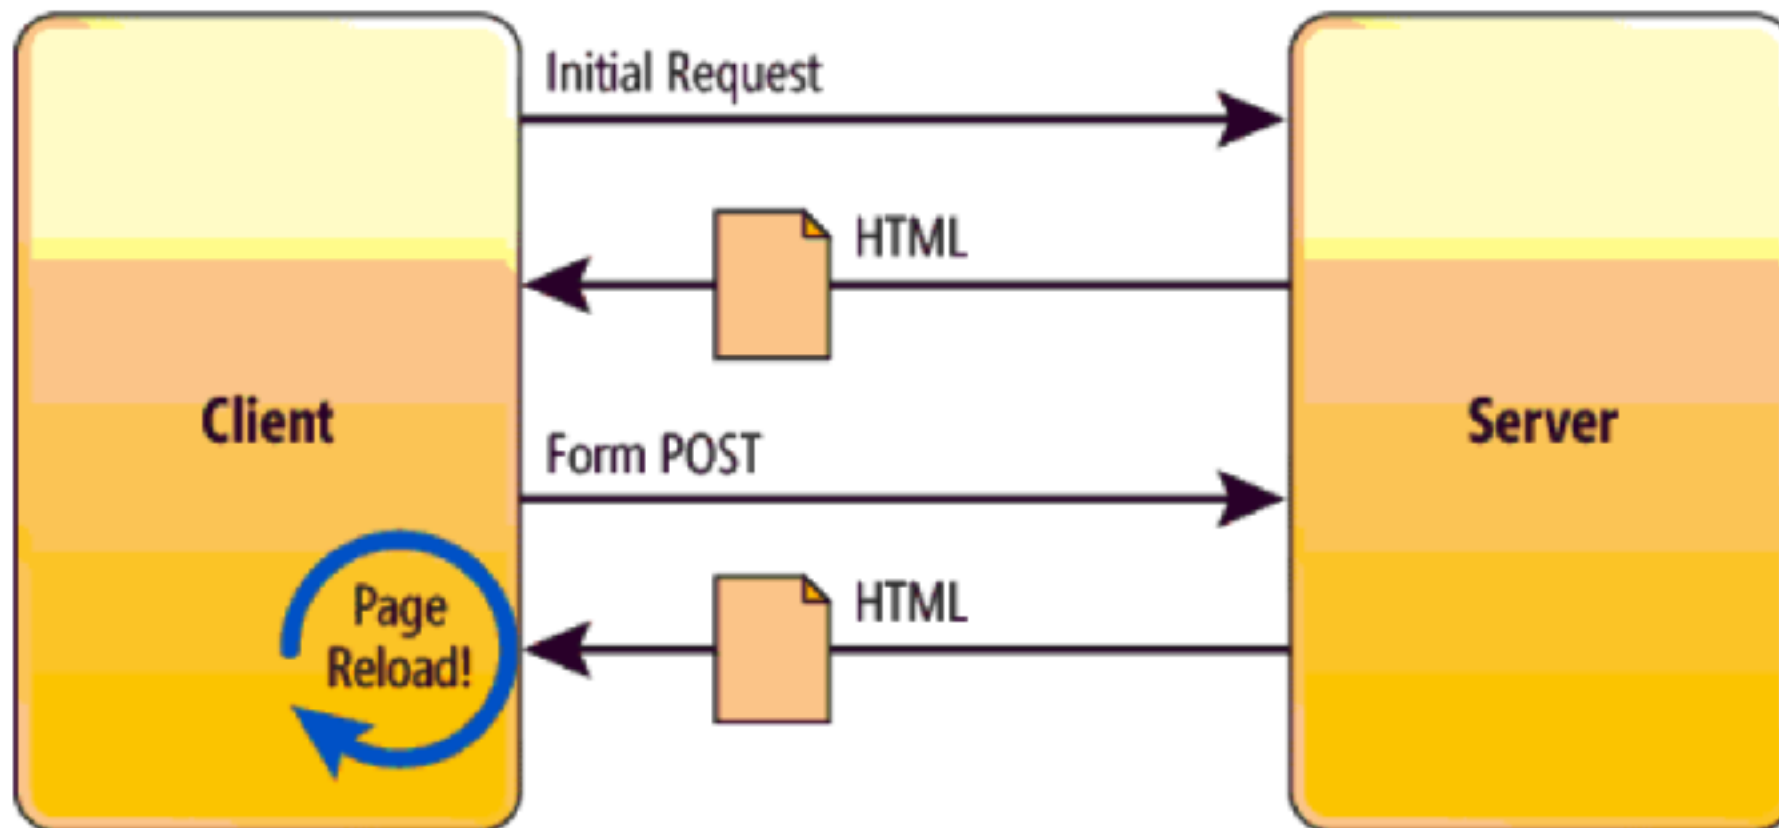 Initial Request
HTML
Client
Server
Form POST
HTML
Page
Reload!